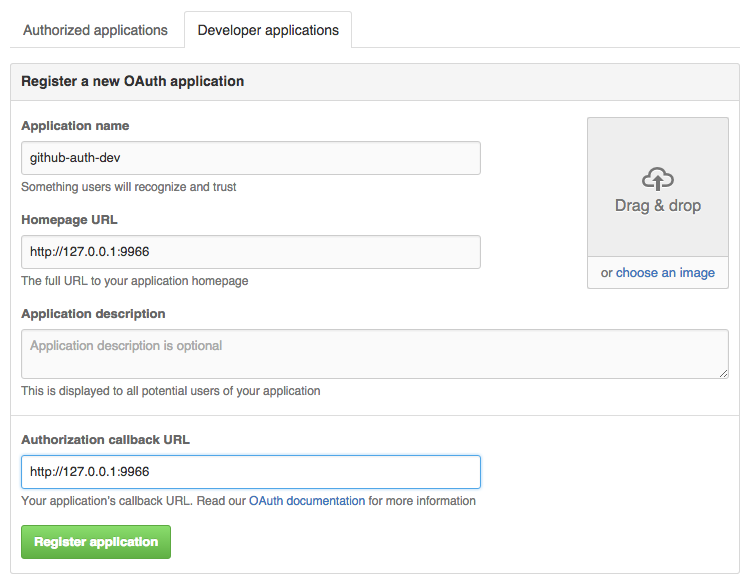 Authorized applications
Developer applications
Register a new OAuth application
Application name
github-auth-dev
Something users will recognize and trust
Homepage URL
http://127.0.0.1:9966
The full URL to your application homepage
Drag & drop
or choose an image
Application description
Application description is optional
This is displayed to all potential users of your application
Authorization callback URL
http://127.0.0.1:9966
Your application's callback URL. Read our OAuth documentation for more information
Register application